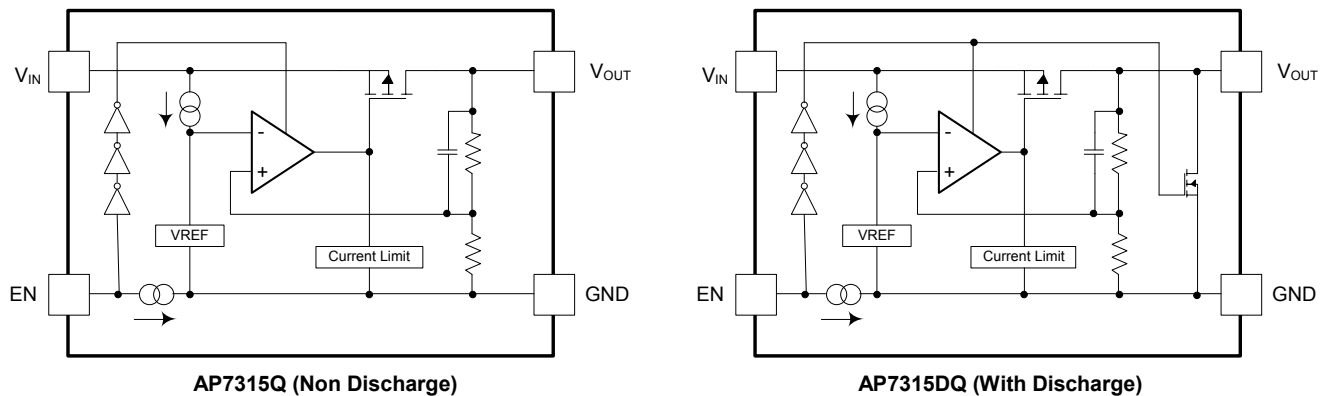 VIN
VOUT
-
+
VREF
Current Limit
EN
GND
AP7315Q (Non Discharge)
VIN
VOUT
-
+
VREF
Current Limit
EN
GND
AP7315DQ (With Discharge)